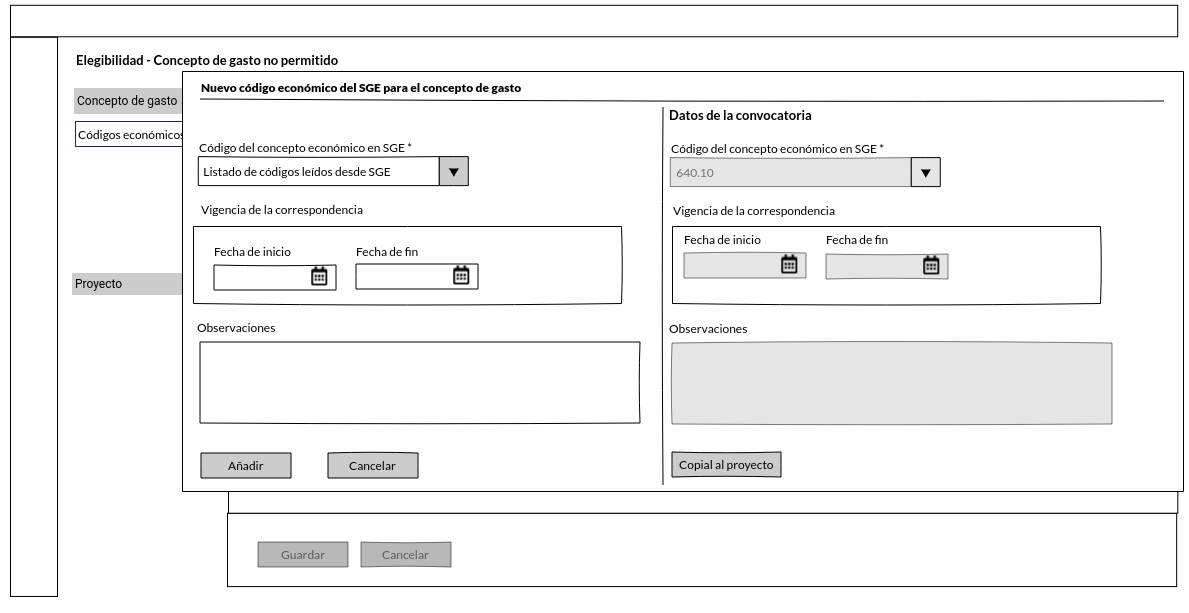 Elegibilidad - Concepto de gasto no permitido
Concepto de gasto
Códigos económicos
Proyecto
Nuevo código económico del SGE para el concepto de gasto
Código del concepto económico en SGE *
Listado de códigos leídos desde SGE
Vigencia de la correspondencia
Fecha de inicio
Fecha de fin
Observaciones
Añadir
Cancelar
Datos de la convocatoria
Código del concepto económico en SGE *
640.10
Vigencia de la correspondencia
Fecha de inicio
Fecha de fin
Observaciones
Copial al proyecto
Guardar
Cancelar